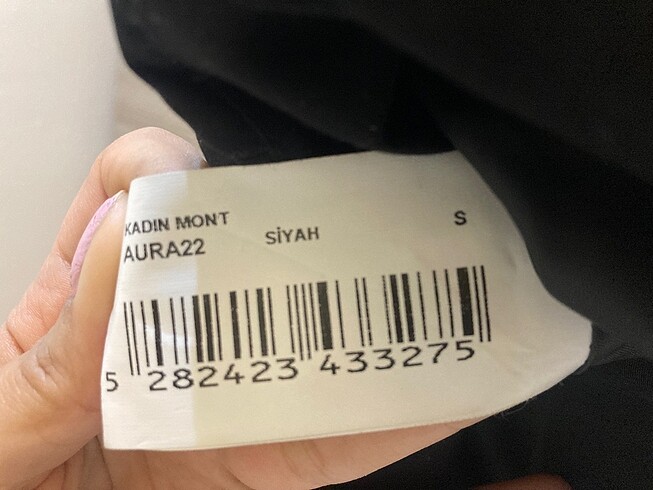 KADIN MONT
AURA22 SİYAH S
5 282423 433275